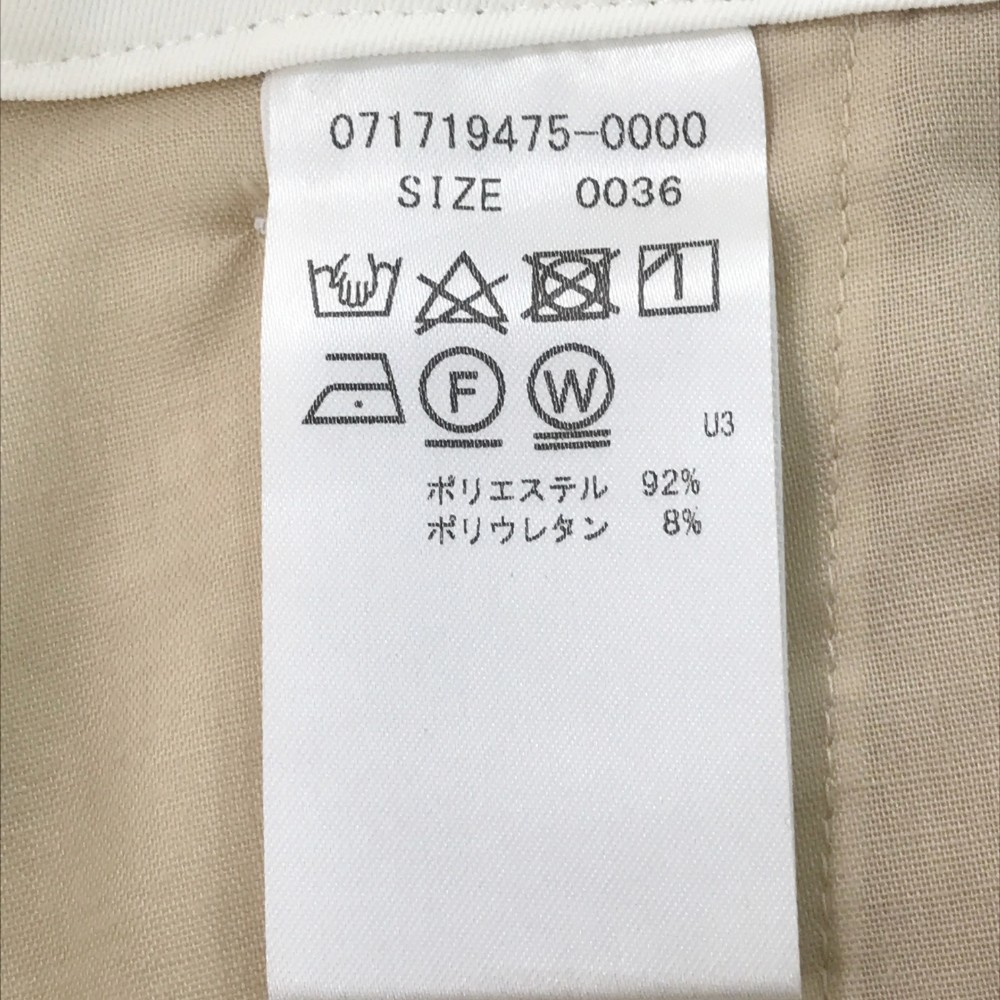 071719475-0000
SIZE 0036
F W
U3
ポリエステル 92%
ポリウレタン 8%